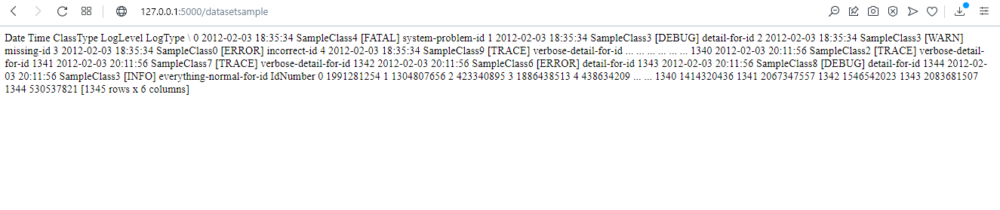 127.0.0.1:5000/datasetsample
Date Time ClassType LogLevel LogType \ 0 2012-02-03 18:35:34 SampleClass4 [FATAL] system-problem-id 1 2012-02-03 18:35:34 SampleClass3 [DEBUG] detail-for-id 2 2012-02-03 18:35:34 SampleClass3 [WARN]
missing-id 3 2012-02-03 18:35:34 SampleClass0 [ERROR] incorrect-id 4 2012-02-03 18:35:34 SampleClass9 [TRACE] verbose-detail-for-id ... ... ... ... ... ... 1340 2012-02-03 20:11:56 SampleClass2 [TRACE] verbose-detail-
for-id 1341 2012-02-03 20:11:56 SampleClass7 [TRACE] verbose-detail-for-id 1342 2012-02-03 20:11:56 SampleClass6 [ERROR] detail-for-id 1343 2012-02-03 20:11:56 SampleClass8 [DEBUG] detail-for-id 1344 2012-02-
03 20:11:56 SampleClass3 [INFO] everything-normal-for-id IdNumber 0 1991281254 1 1304807656 2 423340895 3 1886438513 4 438634209 ... ... 1340 1414320436 1341 2067347557 1342 1546542023 1343 2083681507
1344 530537821 [1345 rows x 6 columns]